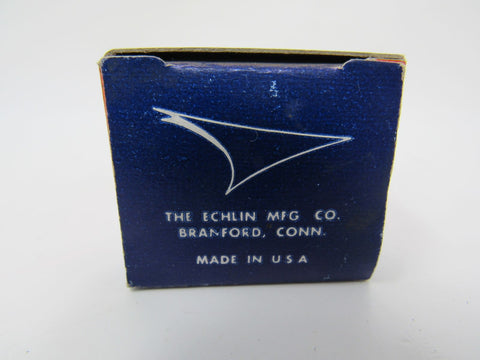 THE ECHLIN MFG CO.
BRANFORD, CONN.
MADE IN U S A